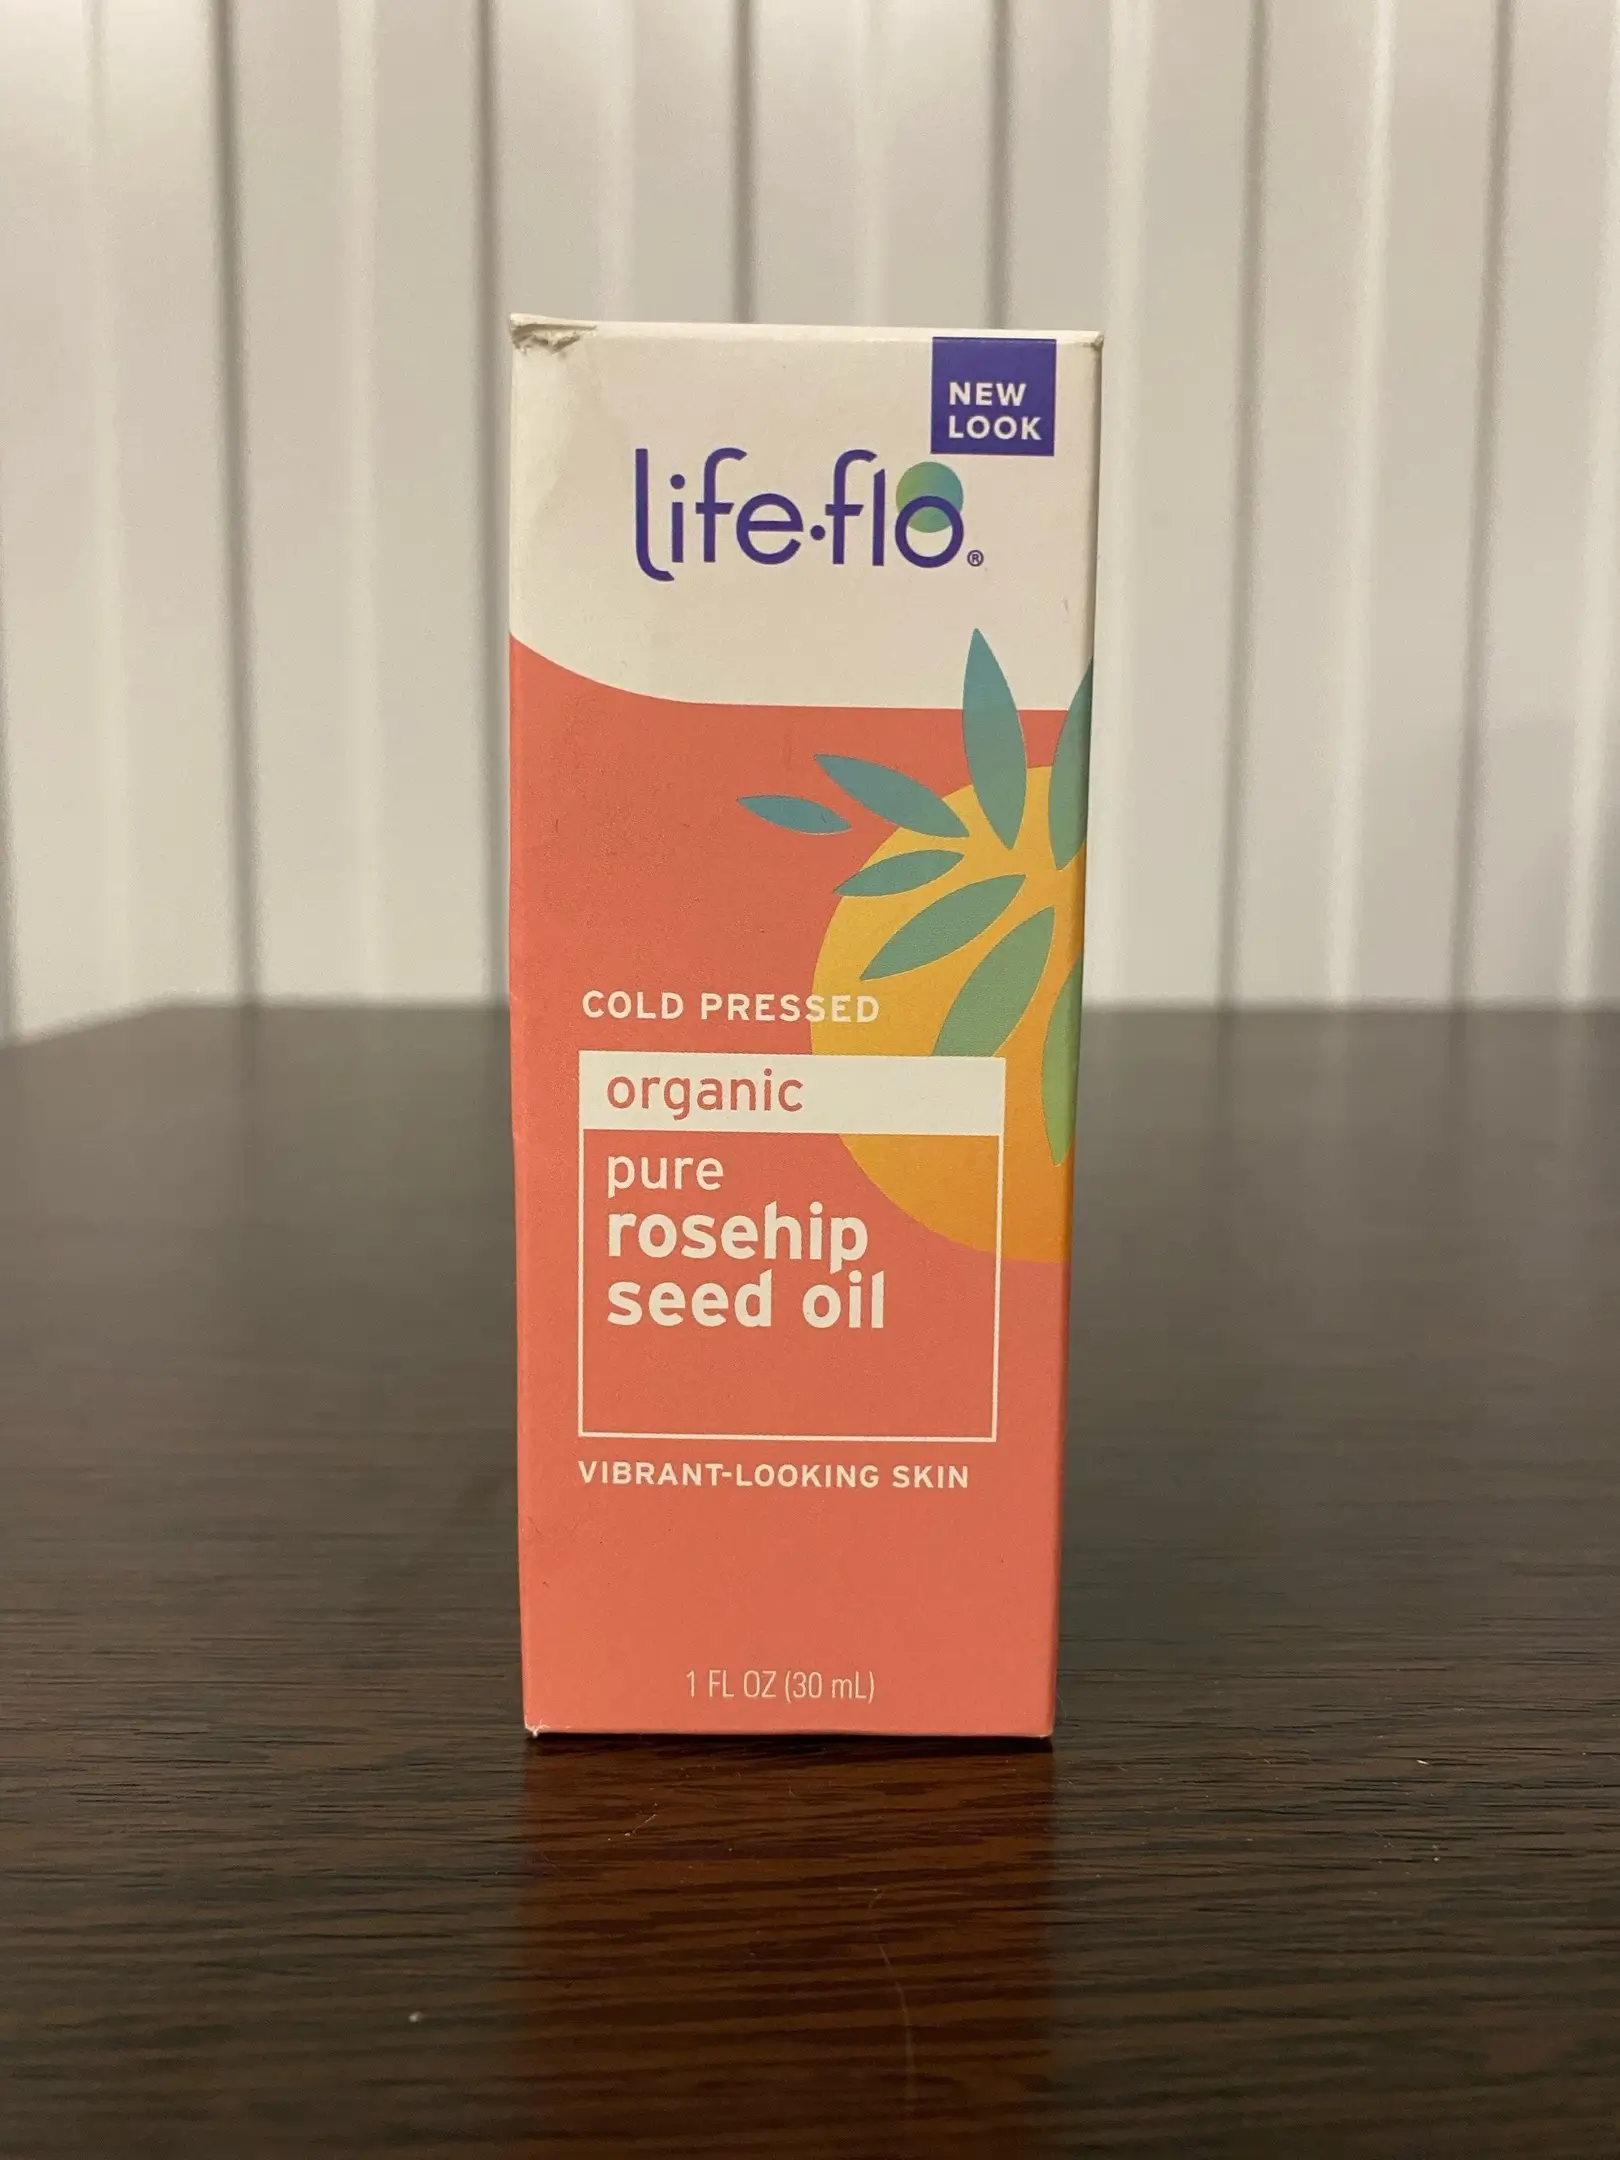 NEW
LOOK
life·flo®
COLD PRESSED
organic
pure
rosehip
seed oil
VIBRANT-LOOKING SKIN
1 FL OZ (30 mL)